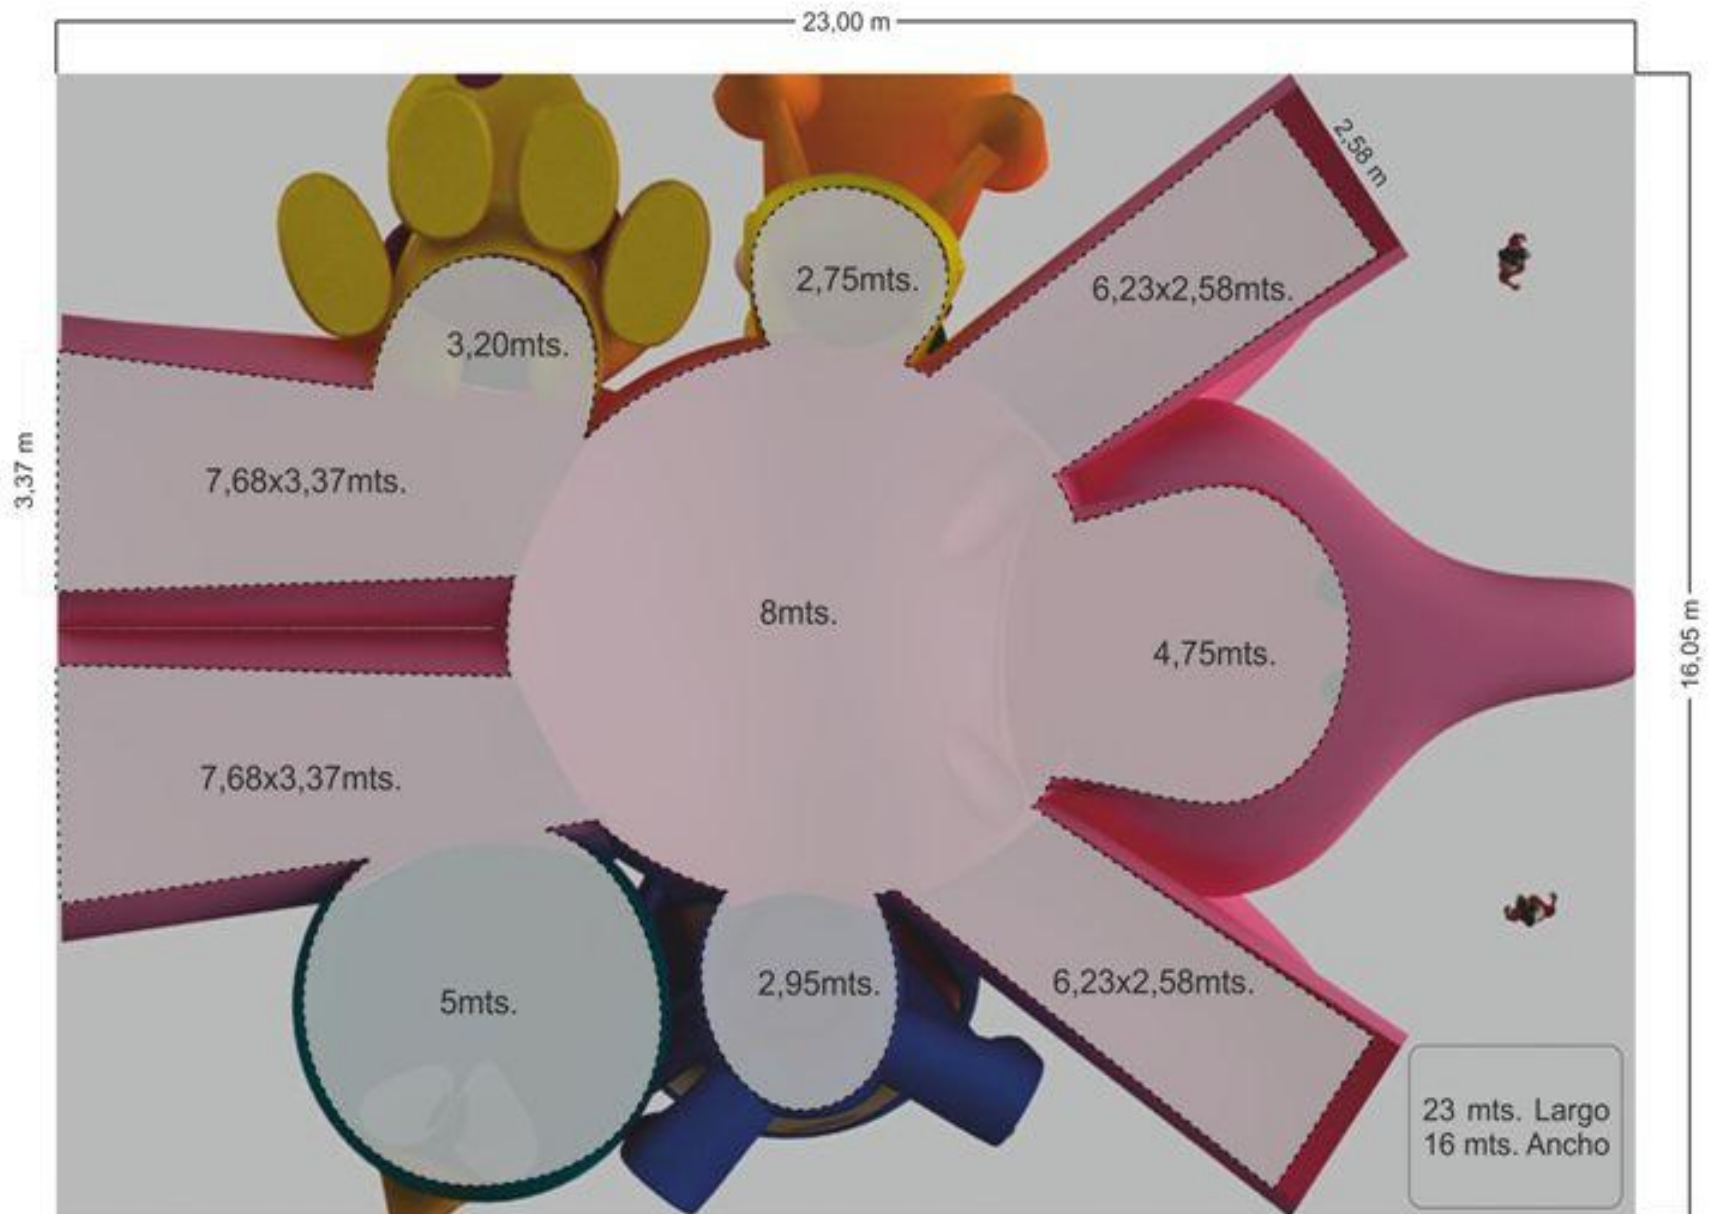 23,00 m
2,58 m
2,75mts.
6,23x2,58mts.
3,20mts.
3,37 m
7,68x3,37mts.
8mts.
4,75mts.
16,05 m
7,68x3,37mts.
5mts.
2,95mts.
6,23x2,58mts.
23 mts. Largo
16 mts. Ancho